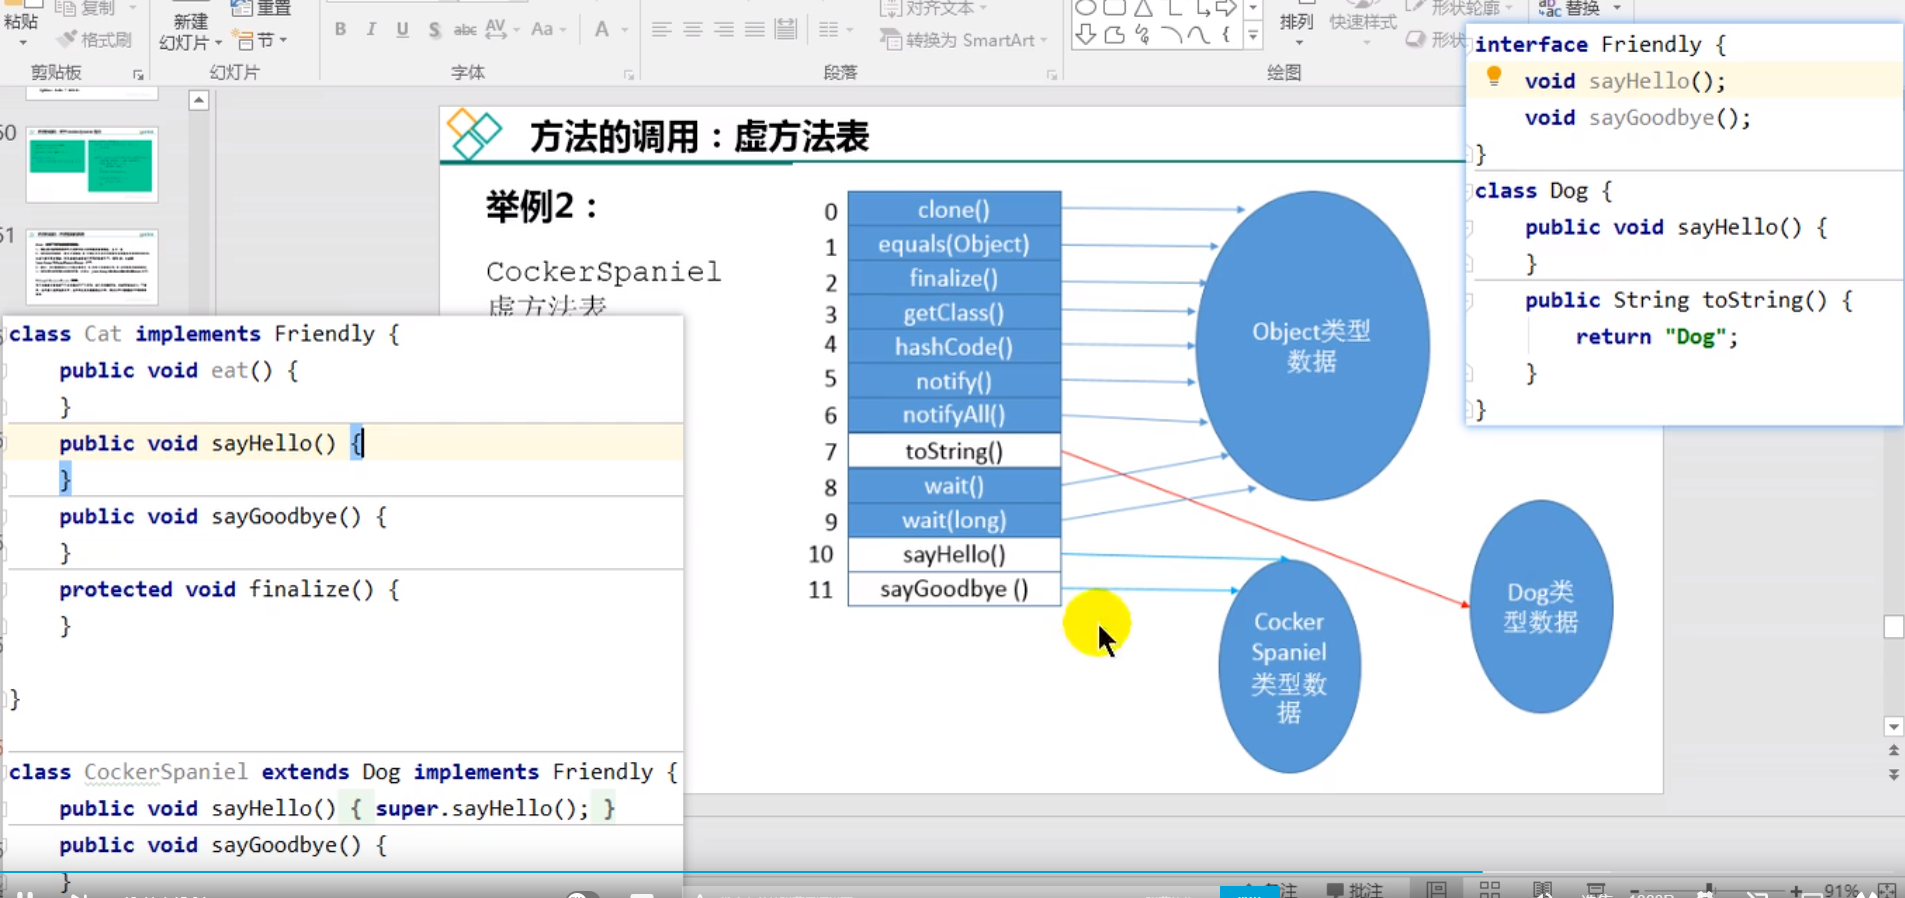 粘贴
复制
格式刷
剪贴板
新建
幻灯片
重置
节
幻灯片
B I U S abc AV Aa A
字体
对齐文本
转换为 SmartArt
段落
排列
快速样式
形状轮廓
形状
绘图
替换
51
方法的调用：虚方法表
举例2：
CockerSpaniel
虚方法表
0 clone()
1 equals(Object)
2 finalize()
3 getClass()
4 hashCode()
5 notify()
6 notifyAll()
7 toString()
8 wait()
9 wait(long)
10 sayHello()
11 sayGoodbye ()
Object类型
数据
Dog类
型数据
Cocker
Spaniel
类型数
据
interface Friendly {
void sayHello();
void sayGoodbye();
}
class Dog {
public void sayHello() {
}
public String toString() {
return "Dog";
}
}
class Cat implements Friendly {
public void eat() {
}
public void sayHello() {
}
public void sayGoodbye() {
}
protected void finalize() {
}
}
class CockerSpaniel extends Dog implements Friendly {
public void sayHello() { super.sayHello(); }
public void sayGoodbye() {
}
批注
91%